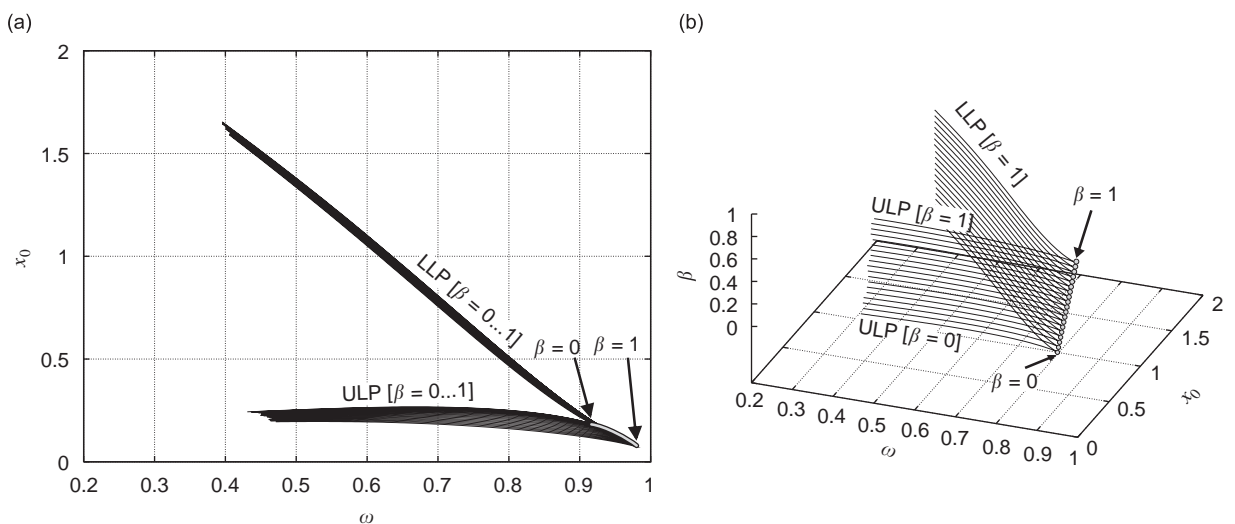 (a)
2
1.5
1
0.5
0
x₀
0.2 0.3 0.4 0.5 0.6 0.7 0.8 0.9 1
ω
LLP [β = 0...1]
β = 0 β = 1
ULP [β = 0...1]
(b)
LLP [β = 1]
β = 1
ULP [β = 1]
1
0.8
0.6
0.4
0.2
0
β
ULP [β = 0]
β = 0
2
1.5
1
0.5
0
x₀
0.2 0.3 0.4 0.5 0.6 0.7 0.8 0.9 1
ω